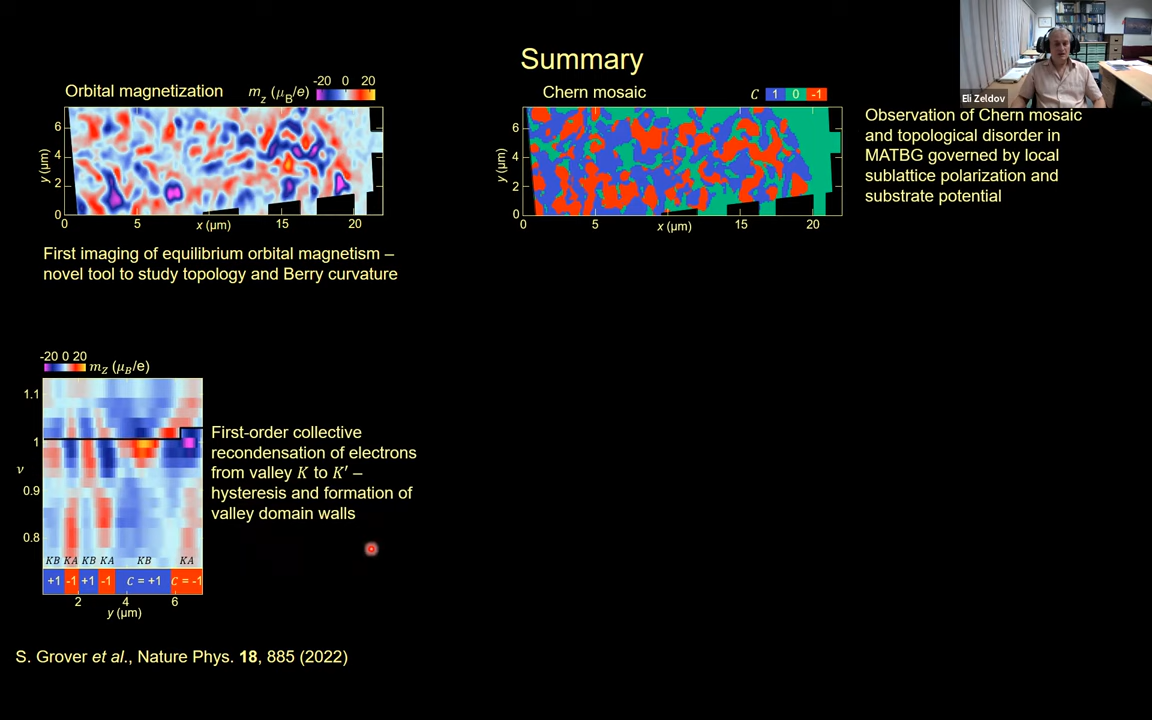 Summary
Orbital magnetization
m_z (μ_B/e)
-20 0 20
y (μm)
6
4
2
0
0 5 10 15 20
x (μm)
First imaging of equilibrium orbital magnetism –
novel tool to study topology and Berry curvature
Chern mosaic
C 1 0 -1
y (μm)
6
4
2
0
0 5 10 15 20
x (μm)
Eli Zeldov
Observation of Chern mosaic
and topological disorder in
MATBG governed by local
sublattice polarization and
substrate potential
-20 0 20
m_Z (μ_B/e)
1.1
1
ν
0.9
0.8
KB KA KB KA KB KA
+1 -1 +1 -1 C = +1 C = -1
2 4 6
y (μm)
First-order collective
recondensation of electrons
from valley K to K′ –
hysteresis and formation of
valley domain walls
S. Grover et al., Nature Phys. 18, 885 (2022)